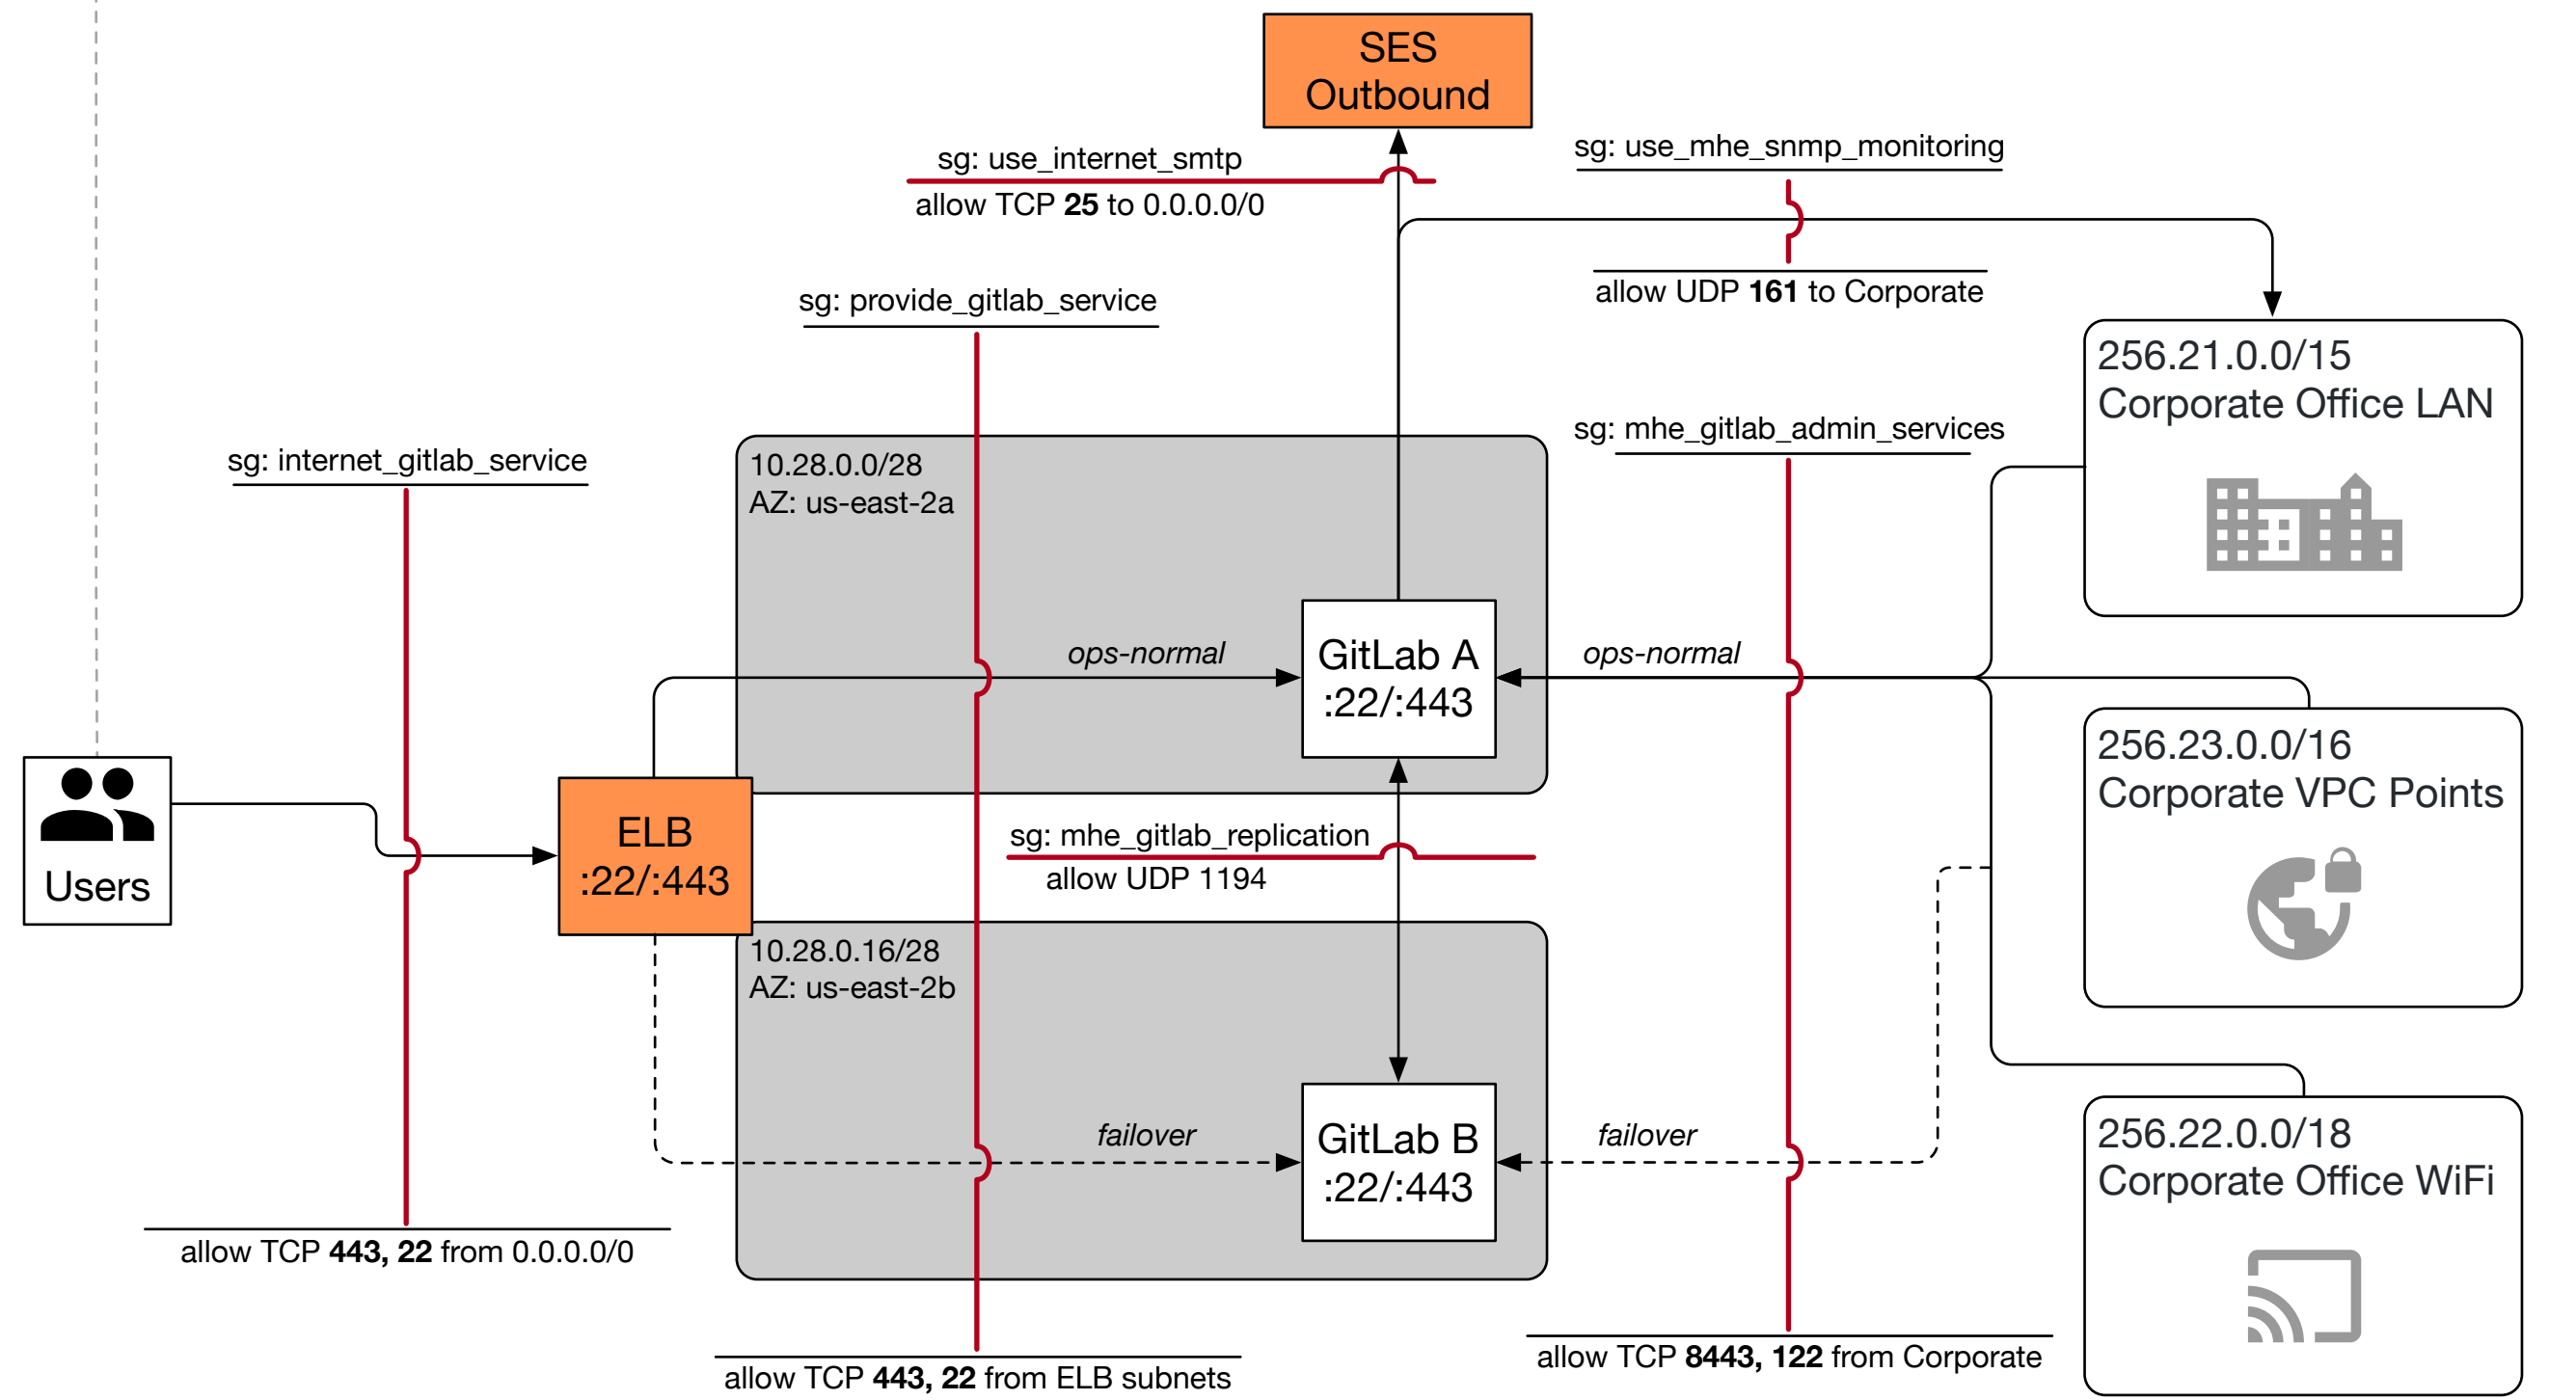 SES
Outbound
sg: use_internet_smtp
allow TCP 25 to 0.0.0.0/0
sg: use_mhe_snmp_monitoring
allow UDP 161 to Corporate
sg: provide_gitlab_service
256.21.0.0/15
Corporate Office LAN
sg: mhe_gitlab_admin_services
sg: internet_gitlab_service
10.28.0.0/28
AZ: us-east-2a
ops-normal
GitLab A
:22/:443
ops-normal
256.23.0.0/16
Corporate VPC Points
Users
ELB
:22/:443
sg: mhe_gitlab_replication
allow UDP 1194
10.28.0.16/28
AZ: us-east-2b
failover
GitLab B
:22/:443
failover
256.22.0.0/18
Corporate Office WiFi
allow TCP 443, 22 from 0.0.0.0/0
allow TCP 443, 22 from ELB subnets
allow TCP 8443, 122 from Corporate